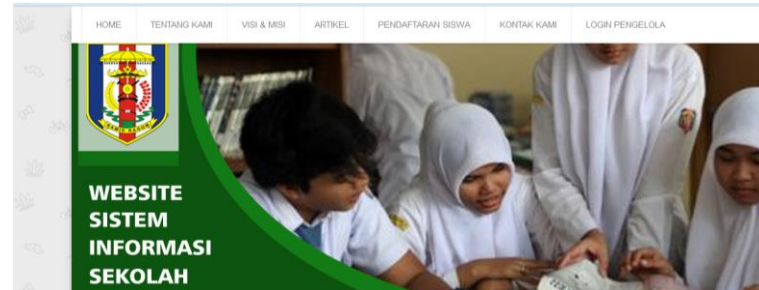 HOME TENTANG KAMI VISI & MISI ARTIKEL PENDAFTARAN SISWA KONTAK KAMI LOGIN PENGELOLA
WEBSITE
SISTEM
INFORMASI
SEKOLAH